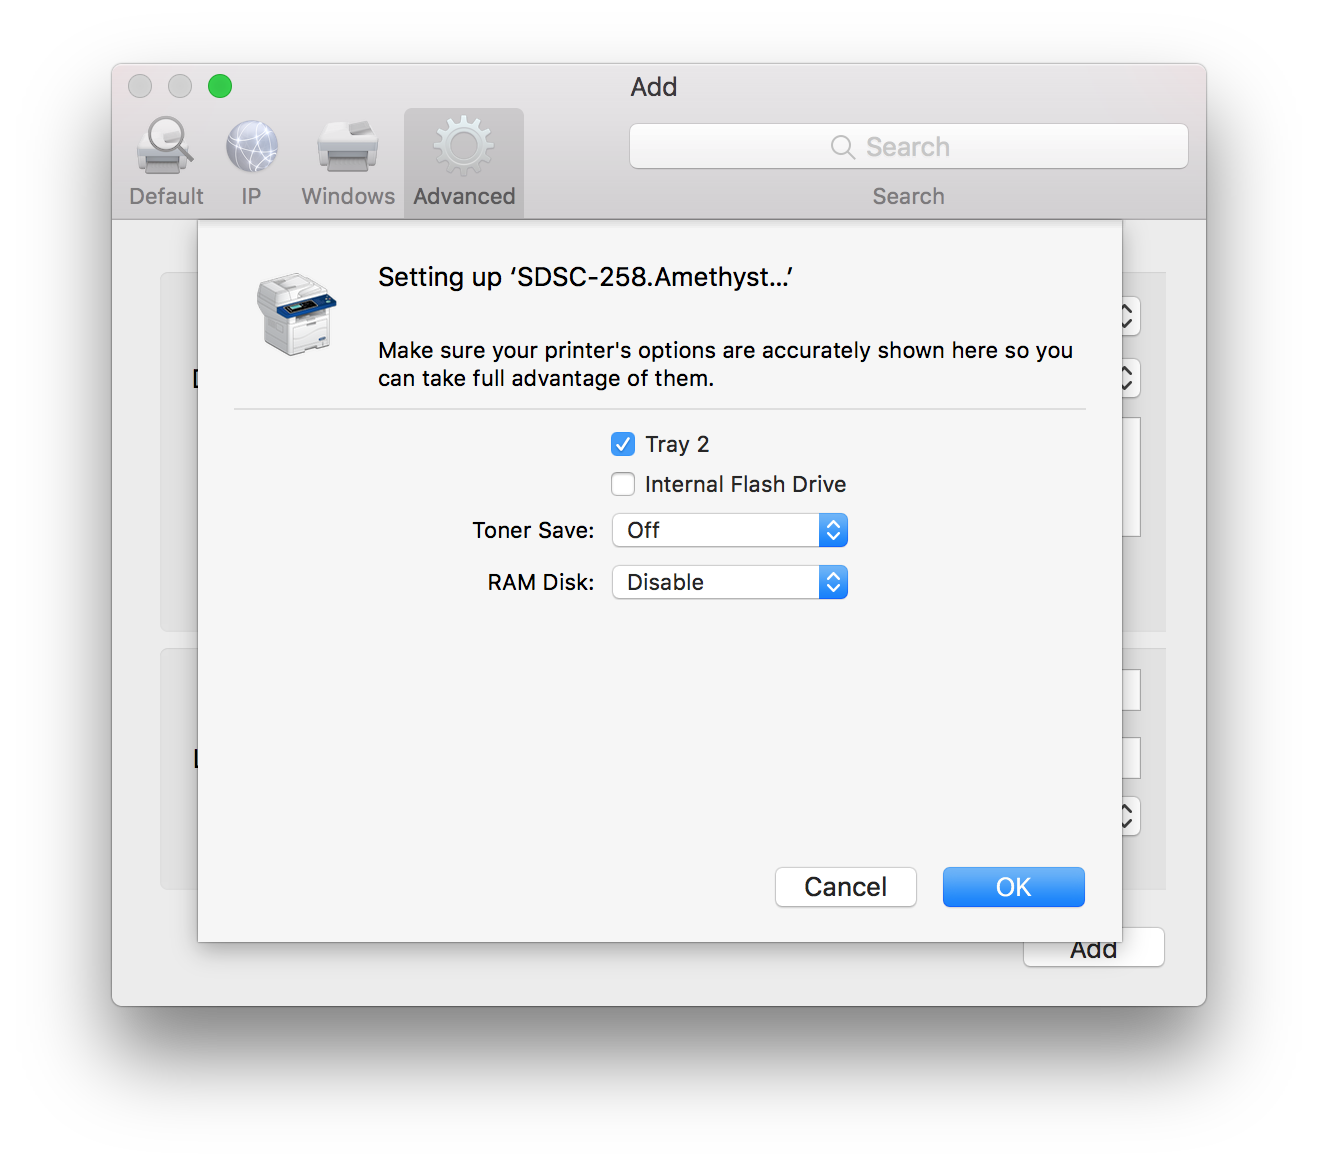 Add
Search
Default IP Windows Advanced Search
Setting up ‘SDSC-258.Amethyst...’
Make sure your printer's options are accurately shown here so you
can take full advantage of them.
Tray 2
Internal Flash Drive
Toner Save: Off
RAM Disk: Disable
Cancel OK
Add